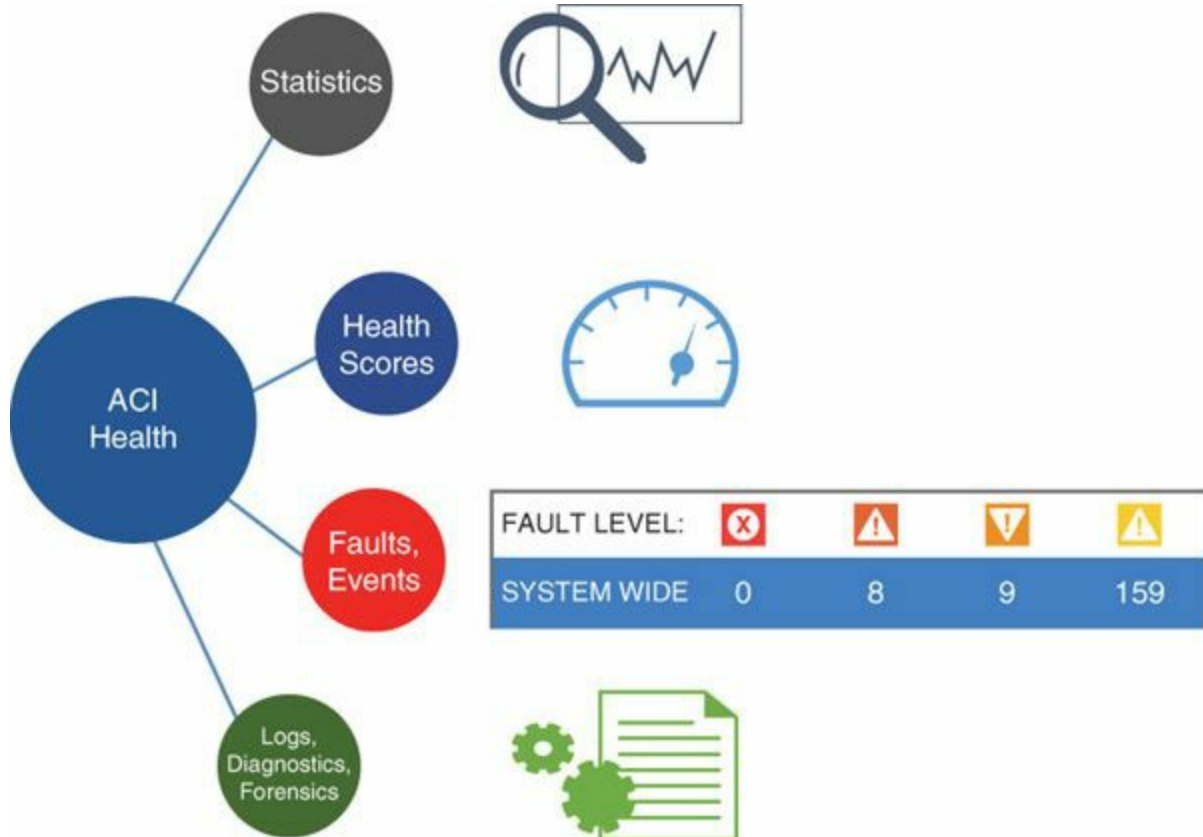 Statistics
Health
Scores
ACI
Health
Faults,
Events
FAULT LEVEL:
SYSTEM WIDE 0 8 9 159
Logs,
Diagnostics,
Forensics